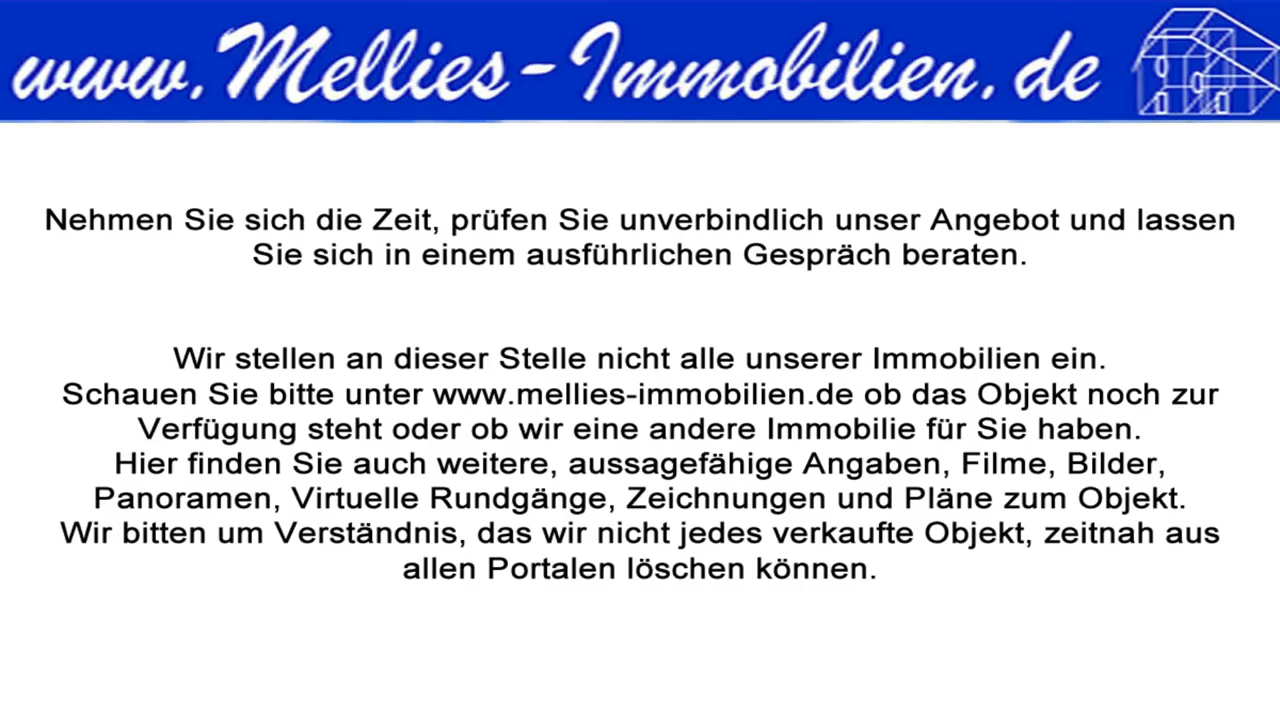 www.Mellies-Immobilien.de
Nehmen Sie sich die Zeit, prüfen Sie unverbindlich unser Angebot und lassen
Sie sich in einem ausführlichen Gespräch beraten.
Wir stellen an dieser Stelle nicht alle unserer Immobilien ein.
Schauen Sie bitte unter www.mellies-immobilien.de ob das Objekt noch zur
Verfügung steht oder ob wir eine andere Immobilie für Sie haben.
Hier finden Sie auch weitere, aussagefähige Angaben, Filme, Bilder,
Panoramen, Virtuelle Rundgänge, Zeichnungen und Pläne zum Objekt.
Wir bitten um Verständnis, das wir nicht jedes verkaufte Objekt, zeitnah aus
allen Portalen löschen können.